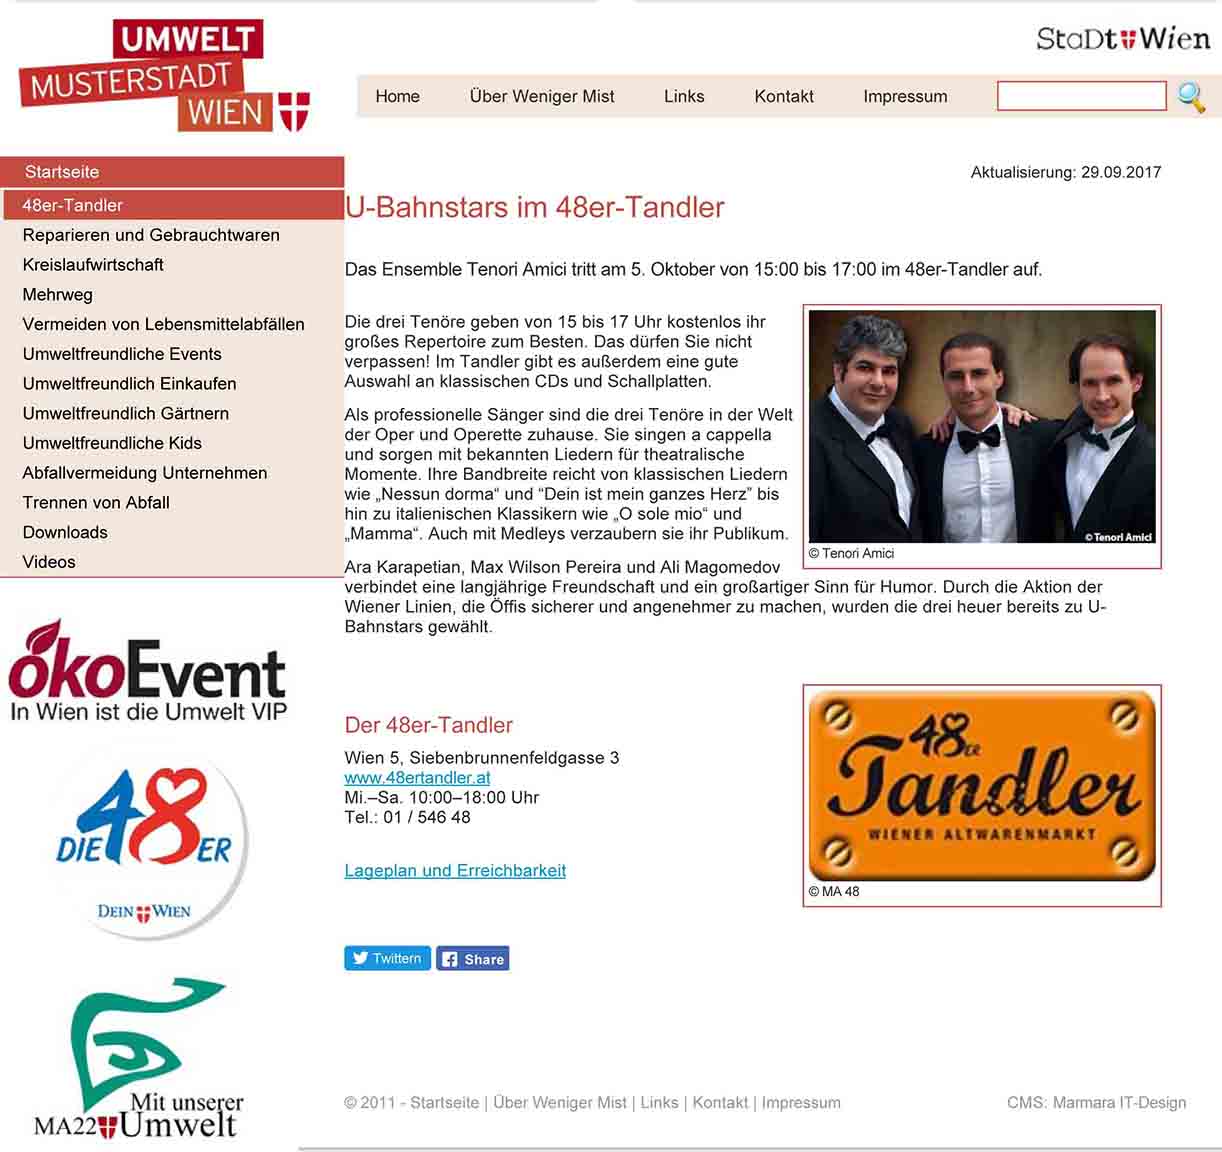 UMWELT
MUSTERSTADT
WIEN
StaDt Wien
Home Über Weniger Mist Links Kontakt Impressum
Startseite
48er-Tandler
Reparieren und Gebrauchtwaren
Kreislaufwirtschaft
Mehrweg
Vermeiden von Lebensmittelabfällen
Umweltfreundliche Events
Umweltfreundlich Einkaufen
Umweltfreundlich Gärtnern
Umweltfreundliche Kids
Abfallvermeidung Unternehmen
Trennen von Abfall
Downloads
Videos
ökoEvent
In Wien ist die Umwelt VIP
DIE 48ER
DEIN WIEN
Mit unserer
MA22 Umwelt
Aktualisierung: 29.09.2017
U-Bahnstars im 48er-Tandler
Das Ensemble Tenori Amici tritt am 5. Oktober von 15:00 bis 17:00 im 48er-Tandler auf.
Die drei Tenöre geben von 15 bis 17 Uhr kostenlos ihr
großes Repertoire zum Besten. Das dürfen Sie nicht
verpassen! Im Tandler gibt es außerdem eine gute
Auswahl an klassischen CDs und Schallplatten.
Als professionelle Sänger sind die drei Tenöre in der Welt
der Oper und Operette zuhause. Sie singen a cappella
und sorgen mit bekannten Liedern für theatralische
Momente. Ihre Bandbreite reicht von klassischen Liedern
wie „Nessun dorma“ und “Dein ist mein ganzes Herz” bis
hin zu italienischen Klassikern wie „O sole mio“ und
„Mamma“. Auch mit Medleys verzaubern sie ihr Publikum.
© Tenori Amici
© Tenori Amici
Ara Karapetian, Max Wilson Pereira und Ali Magomedov
verbindet eine langjährige Freundschaft und ein großartiger Sinn für Humor. Durch die Aktion der
Wiener Linien, die Öffis sicherer und angenehmer zu machen, wurden die drei heuer bereits zu U-
Bahnstars gewählt.
Der 48er-Tandler
Wien 5, Siebenbrunnenfeldgasse 3
www.48ertandler.at
Mi.–Sa. 10:00–18:00 Uhr
Tel.: 01 / 546 48
Lageplan und Erreichbarkeit
48ER
Tandler
WIENER ALTWARENMARKT
© MA 48
Twittern Share
© 2011 - Startseite | Über Weniger Mist | Links | Kontakt | Impressum
CMS: Marmara IT-Design